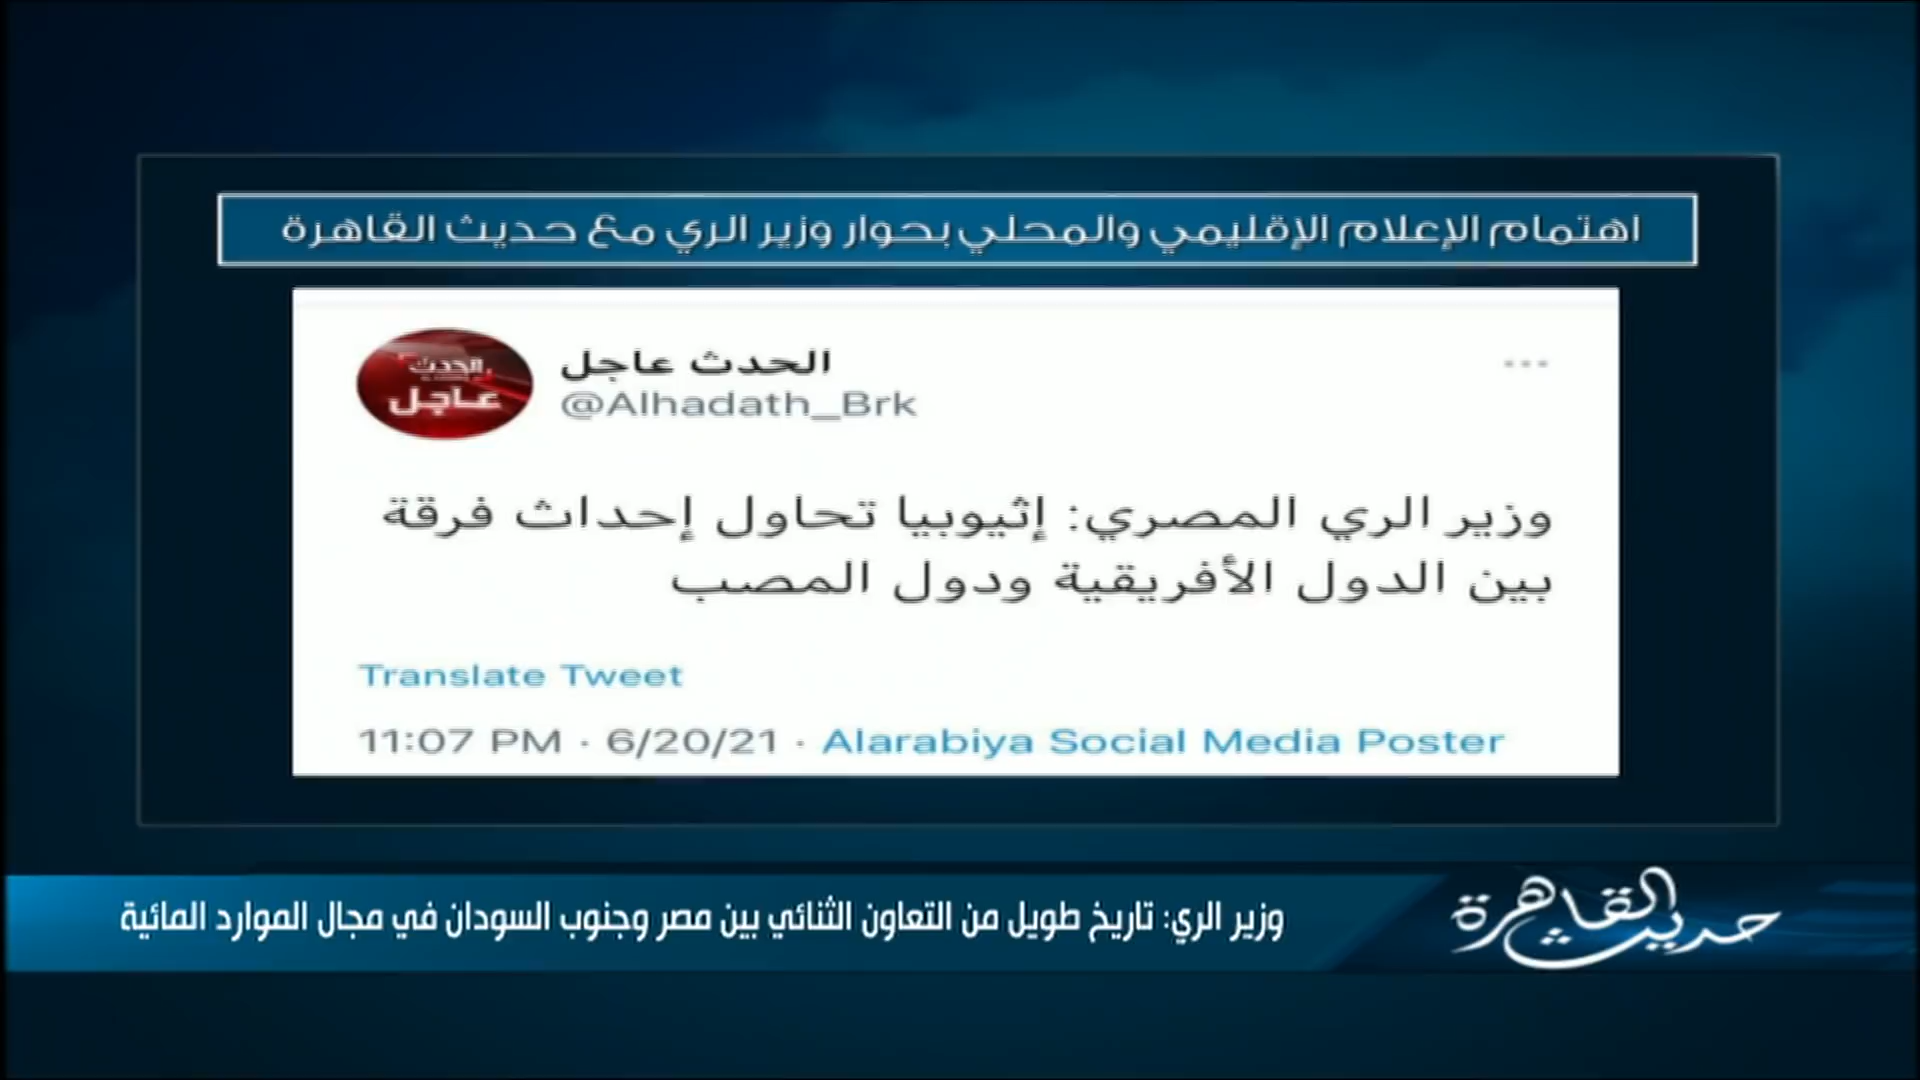 اهتمام الإعلام الإقليمي والمحلي بحوار وزير الري مع حديث القاهرة
الحدث
عاجل
الحدث عاجل
@Alhadath_Brk
وزير الري المصري: إثيوبيا تحاول إحداث فرقة
بين الدول الأفريقية ودول المصب
Translate Tweet
11:07 PM · 6/20/21 · Alarabiya Social Media Poster
وزير الري: تاريخ طويل من التعاون الثنائي بين مصر وجنوب السودان في مجال الموارد المائية
حديث القاهرة